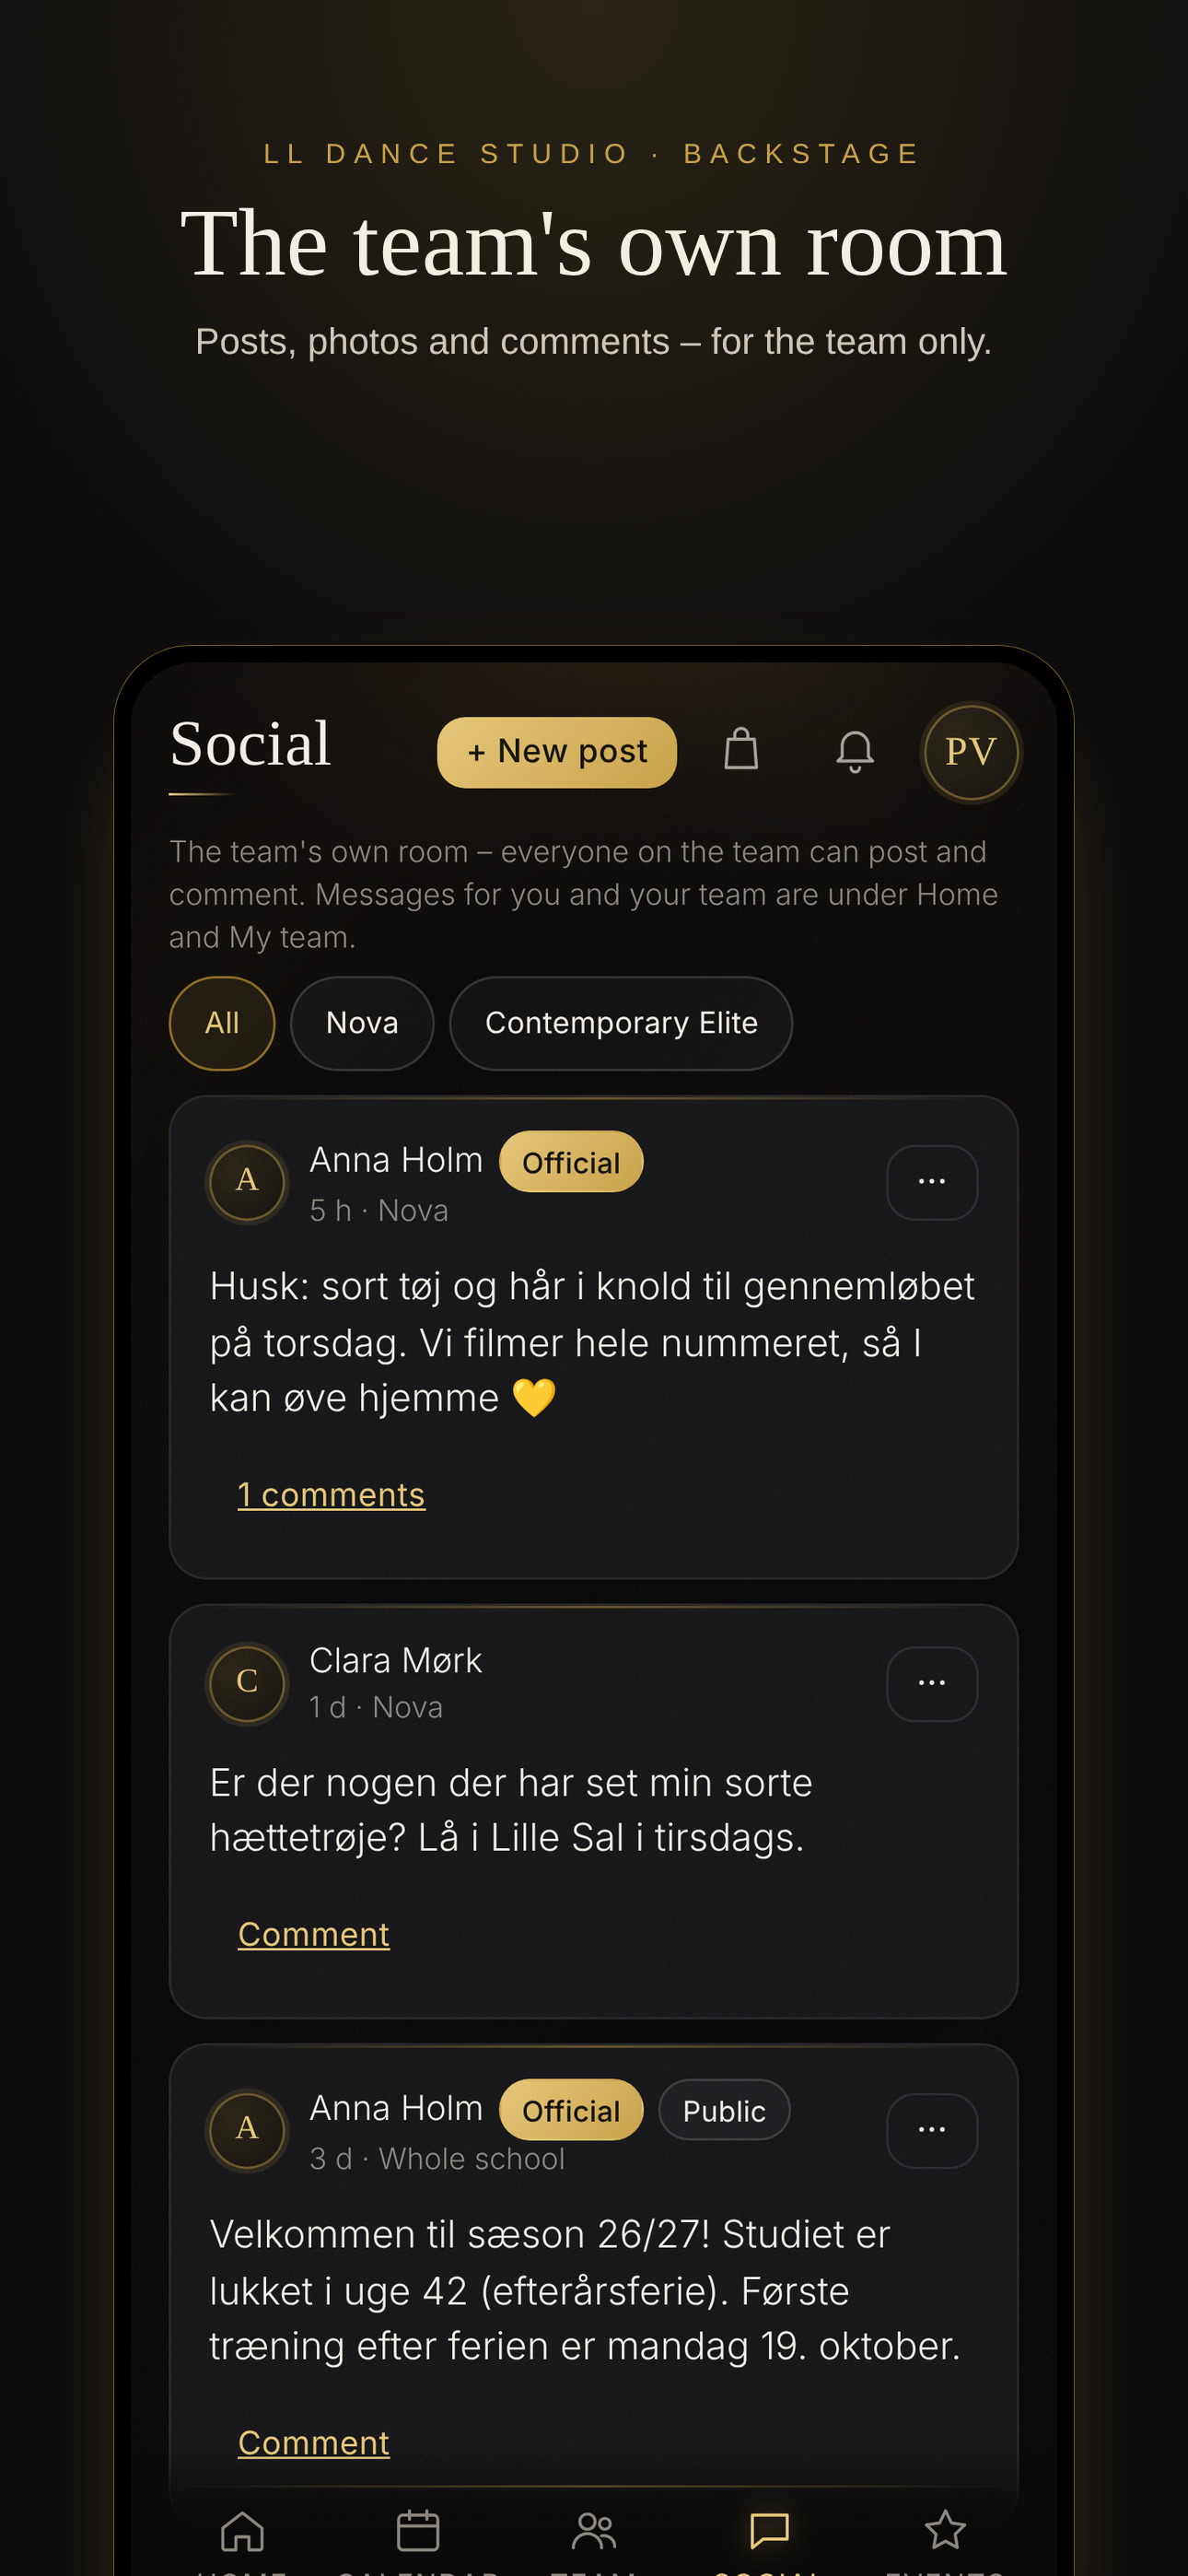 LL DANCE STUDIO · BACKSTAGE
The team's own room
Posts, photos and comments – for the team only.
Social
+ New post
PV
The team's own room – everyone on the team can post and
comment. Messages for you and your team are under Home
and My team.
All
Nova
Contemporary Elite
A
Anna Holm
Official
5 h · Nova
...
Husk: sort tøj og hår i knold til gennemløbet
på torsdag. Vi filmer hele nummeret, så I
kan øve hjemme 💛
1 comments
C
Clara Mørk
1 d · Nova
...
Er der nogen der har set min sorte
hættetrøje? Lå i Lille Sal i tirsdags.
Comment
A
Anna Holm
Official
Public
3 d · Whole school
...
Velkommen til sæson 26/27! Studiet er
lukket i uge 42 (efterårsferie). Første
træning efter ferien er mandag 19. oktober.
Comment